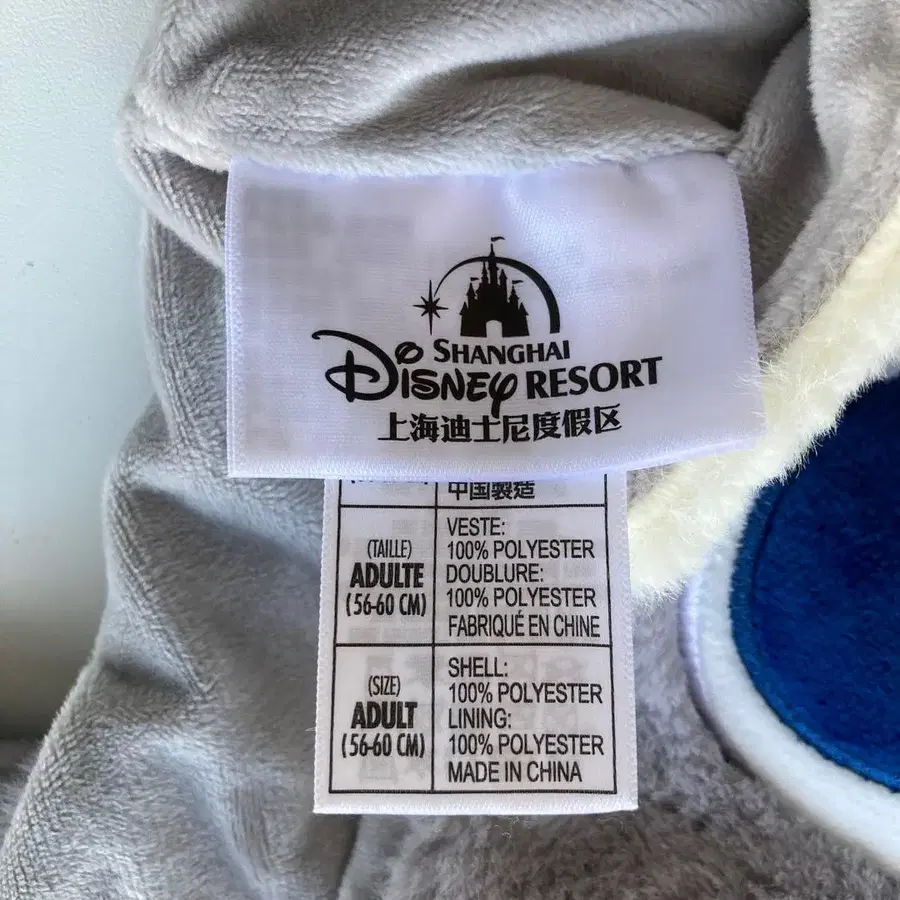 SHANGHAI
DISNEY RESORT
上海迪士尼度假区
中国製造
(TAILLE)
ADULTE
(56-60 CM)
VESTE:
100% POLYESTER
DOUBLURE:
100% POLYESTER
FABRIQUÉ EN CHINE
(SIZE)
ADULT
(56-60 CM)
SHELL:
100% POLYESTER
LINING:
100% POLYESTER
MADE IN CHINA